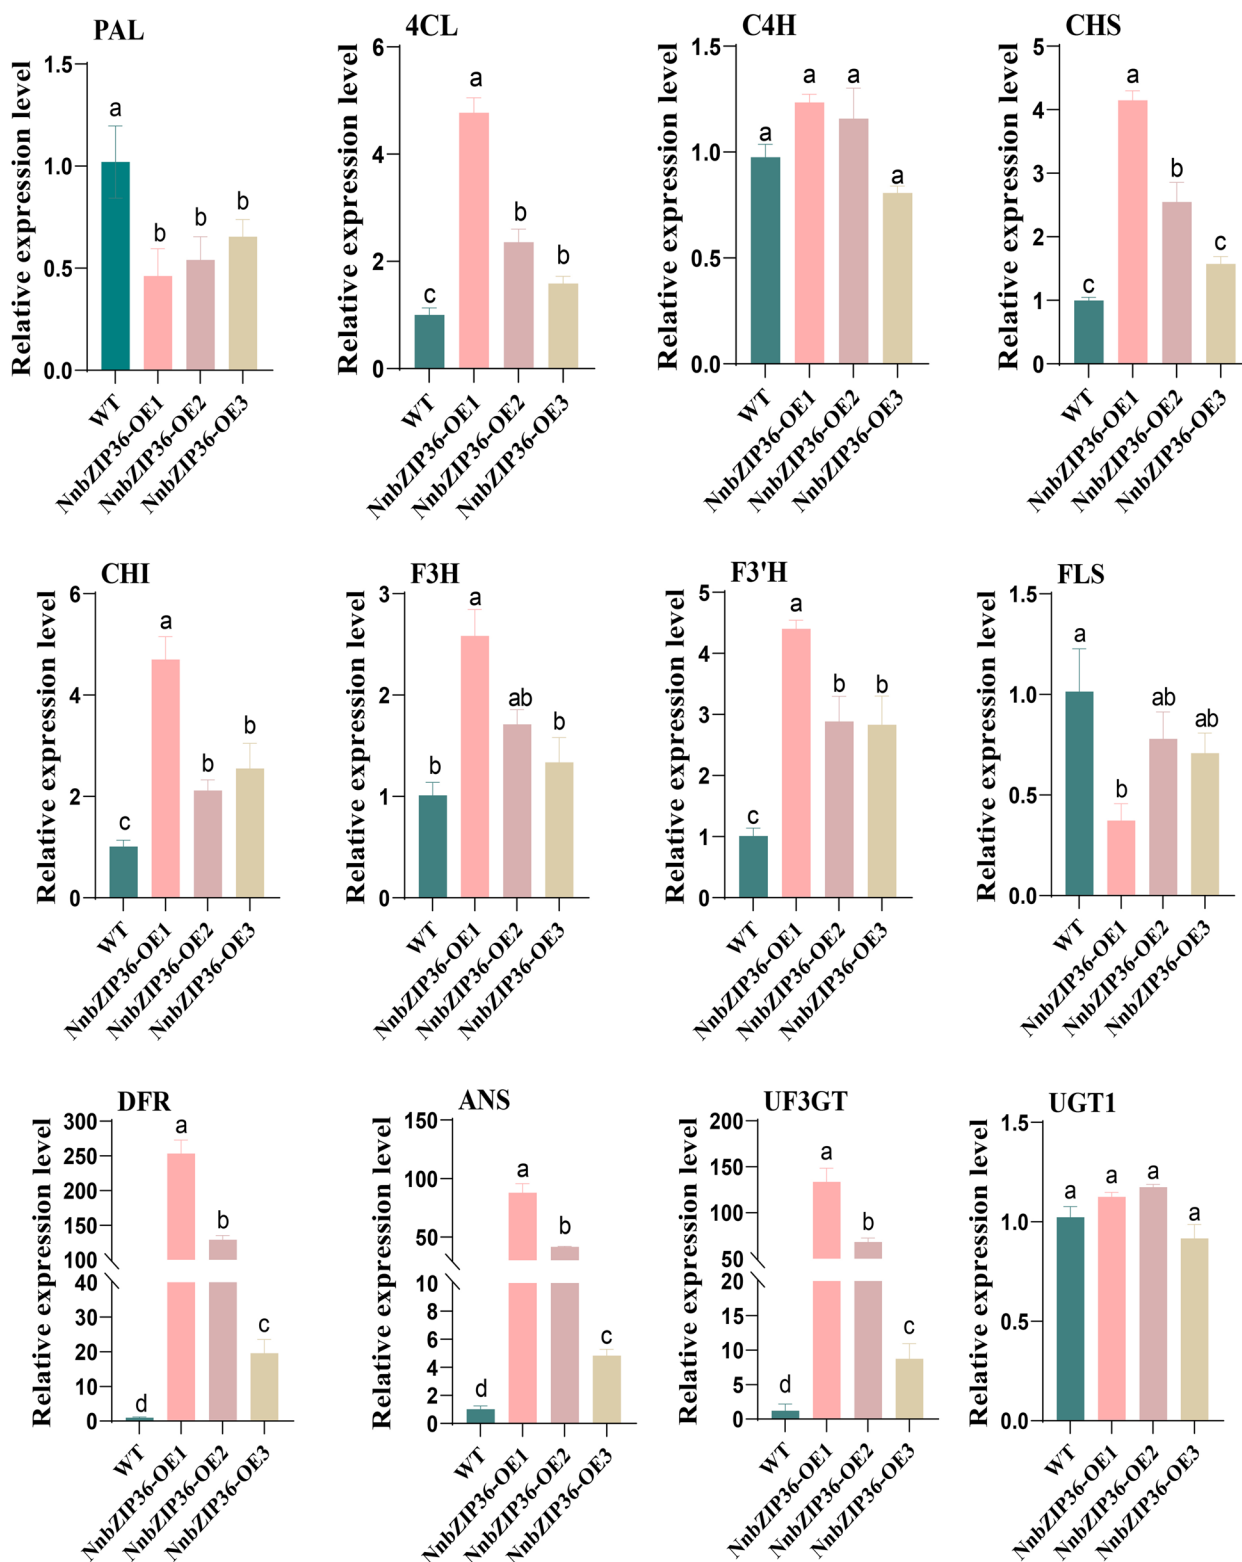 PAL
Relative expression level
1.5
1.0
0.5
0.0
a
b
b
b
WT
NnbZIP36-OE1
NnbZIP36-OE2
NnbZIP36-OE3
4CL
Relative expression level
6
4
2
0
c
a
b
b
WT
NnbZIP36-OE1
NnbZIP36-OE2
NnbZIP36-OE3
C4H
Relative expression level
1.5
1.0
0.5
0.0
a
a
a
a
WT
NnbZIP36-OE1
NnbZIP36-OE2
NnbZIP36-OE3
CHS
Relative expression level
5
4
3
2
1
0
c
a
b
c
WT
NnbZIP36-OE1
NnbZIP36-OE2
NnbZIP36-OE3
CHI
Relative expression level
6
4
2
0
c
a
b
b
WT
NnbZIP36-OE1
NnbZIP36-OE2
NnbZIP36-OE3
F3H
Relative expression level
3
2
1
0
b
a
ab
b
WT
NnbZIP36-OE1
NnbZIP36-OE2
NnbZIP36-OE3
F3'H
Relative expression level
5
4
3
2
1
0
c
a
b
b
WT
NnbZIP36-OE1
NnbZIP36-OE2
NnbZIP36-OE3
FLS
Relative expression level
1.5
1.0
0.5
0.0
a
b
ab
ab
WT
NnbZIP36-OE1
NnbZIP36-OE2
NnbZIP36-OE3
DFR
Relative expression level
300
250
200
150
100
40
30
20
10
0
d
a
b
c
WT
NnbZIP36-OE1
NnbZIP36-OE2
NnbZIP36-OE3
ANS
Relative expression level
150
100
50
10
8
6
4
2
0
d
a
b
c
WT
NnbZIP36-OE1
NnbZIP36-OE2
NnbZIP36-OE3
UF3GT
Relative expression level
200
150
100
50
20
15
10
5
0
d
a
b
c
WT
NnbZIP36-OE1
NnbZIP36-OE2
NnbZIP36-OE3
UGT1
Relative expression level
1.5
1.0
0.5
0.0
a
a
a
a
WT
NnbZIP36-OE1
NnbZIP36-OE2
NnbZIP36-OE3